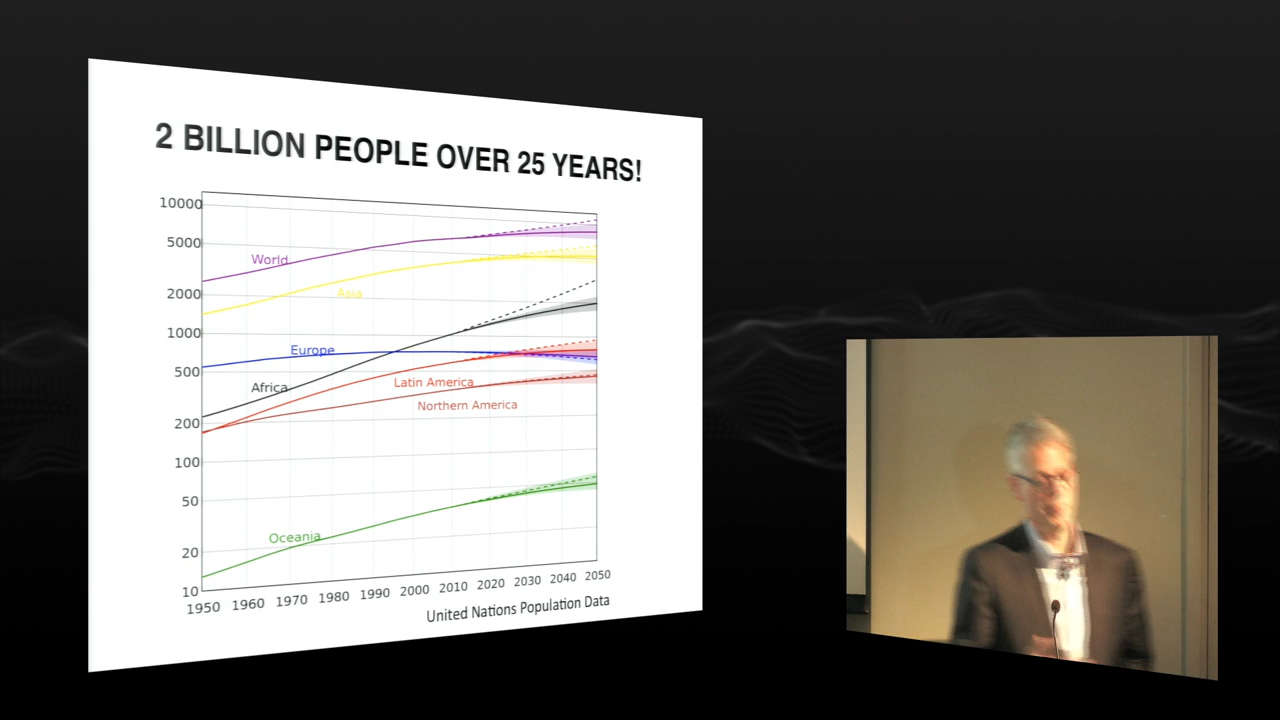 2 BILLION PEOPLE OVER 25 YEARS!
10000
5000
2000
1000
500
200
100
50
20
10
World
Asia
Europe
Africa
Latin America
Northern America
Oceania
1950 1960 1970 1980 1990 2000 2010 2020 2030 2040 2050
United Nations Population Data